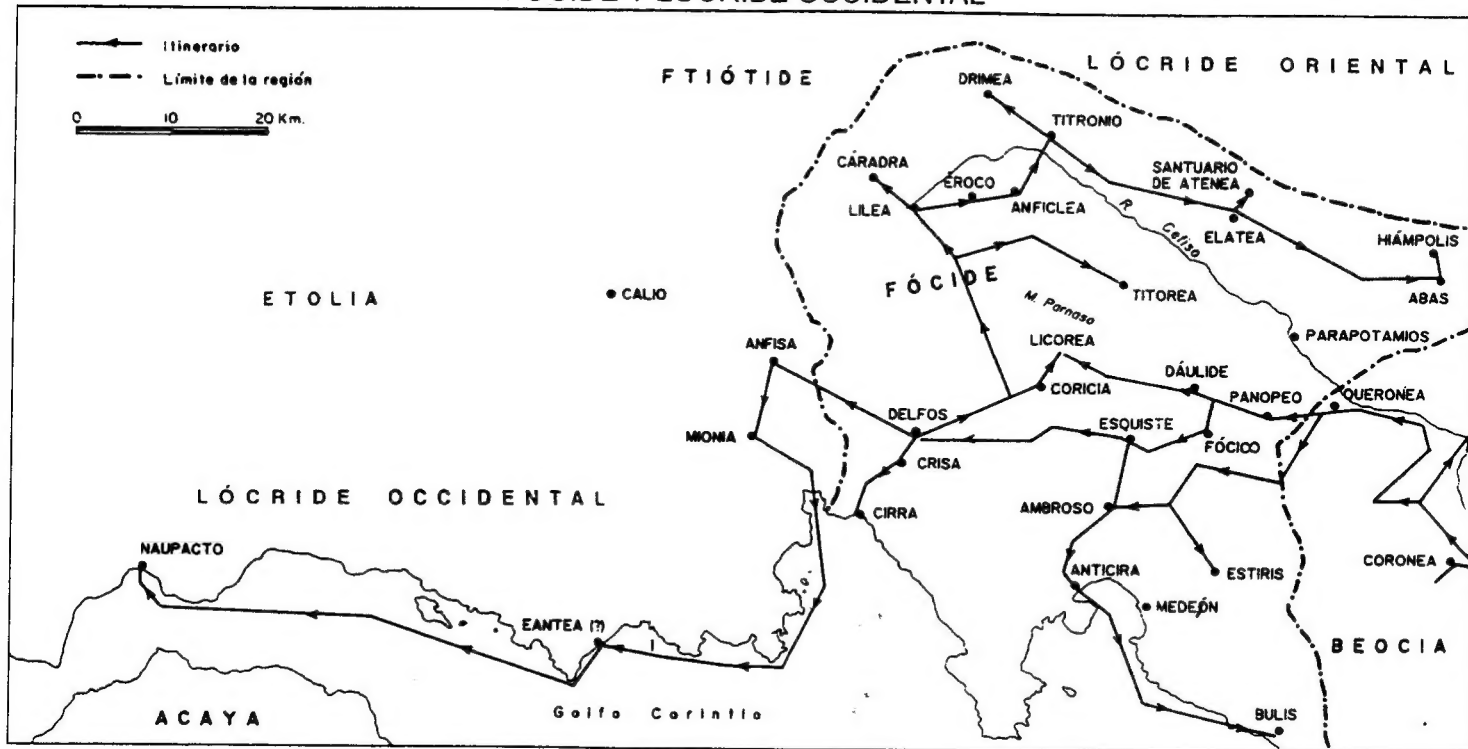 Itinerario
Límite de la región
0 10 20 Km.
FTIÓTIDE
LÓCRIDE ORIENTAL
DRIMEA
TITRONIO
CÁRADRA
SANTUARIO
DE ATENEA
ÉROCO
LILEA
ANFICLEA
R. Cefiso
ELATEA
HIÁMPOLIS
FÓCIDE
ETOLIA
CALIO
TITOREA
ABAS
M. Parnaso
PARAPOTAMIOS
ANFISA
LICOREA
DÁULIDE
CORICIA
PANOPEO
QUERONEA
DELFOS
ESQUISTE
MIONIA
FÓCICO
CRISA
LÓCRIDE OCCIDENTAL
CIRRA
AMBROSO
NAUPACTO
CORONEA
ANTICIRA
ESTIRIS
MEDEÓN
EANTEA (?)
BEOCIA
Golfo Corintio
ACAYA
BULIS